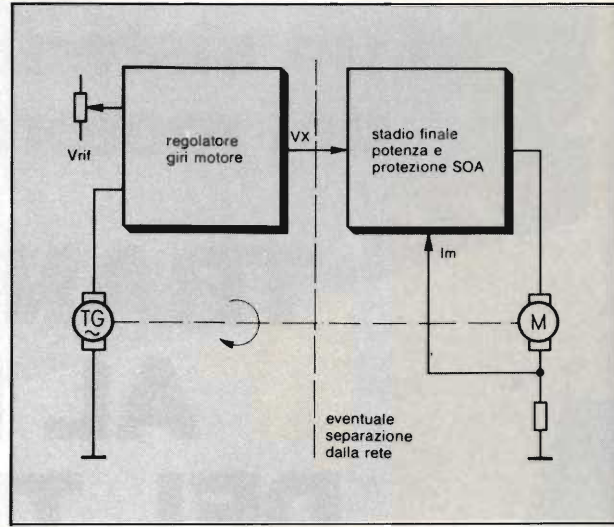 regolatore
giri motore
Vrif
VX
stadio finale
potenza e
protezione SOA
Im
TG
~
M
eventuale
separazione
dalla rete